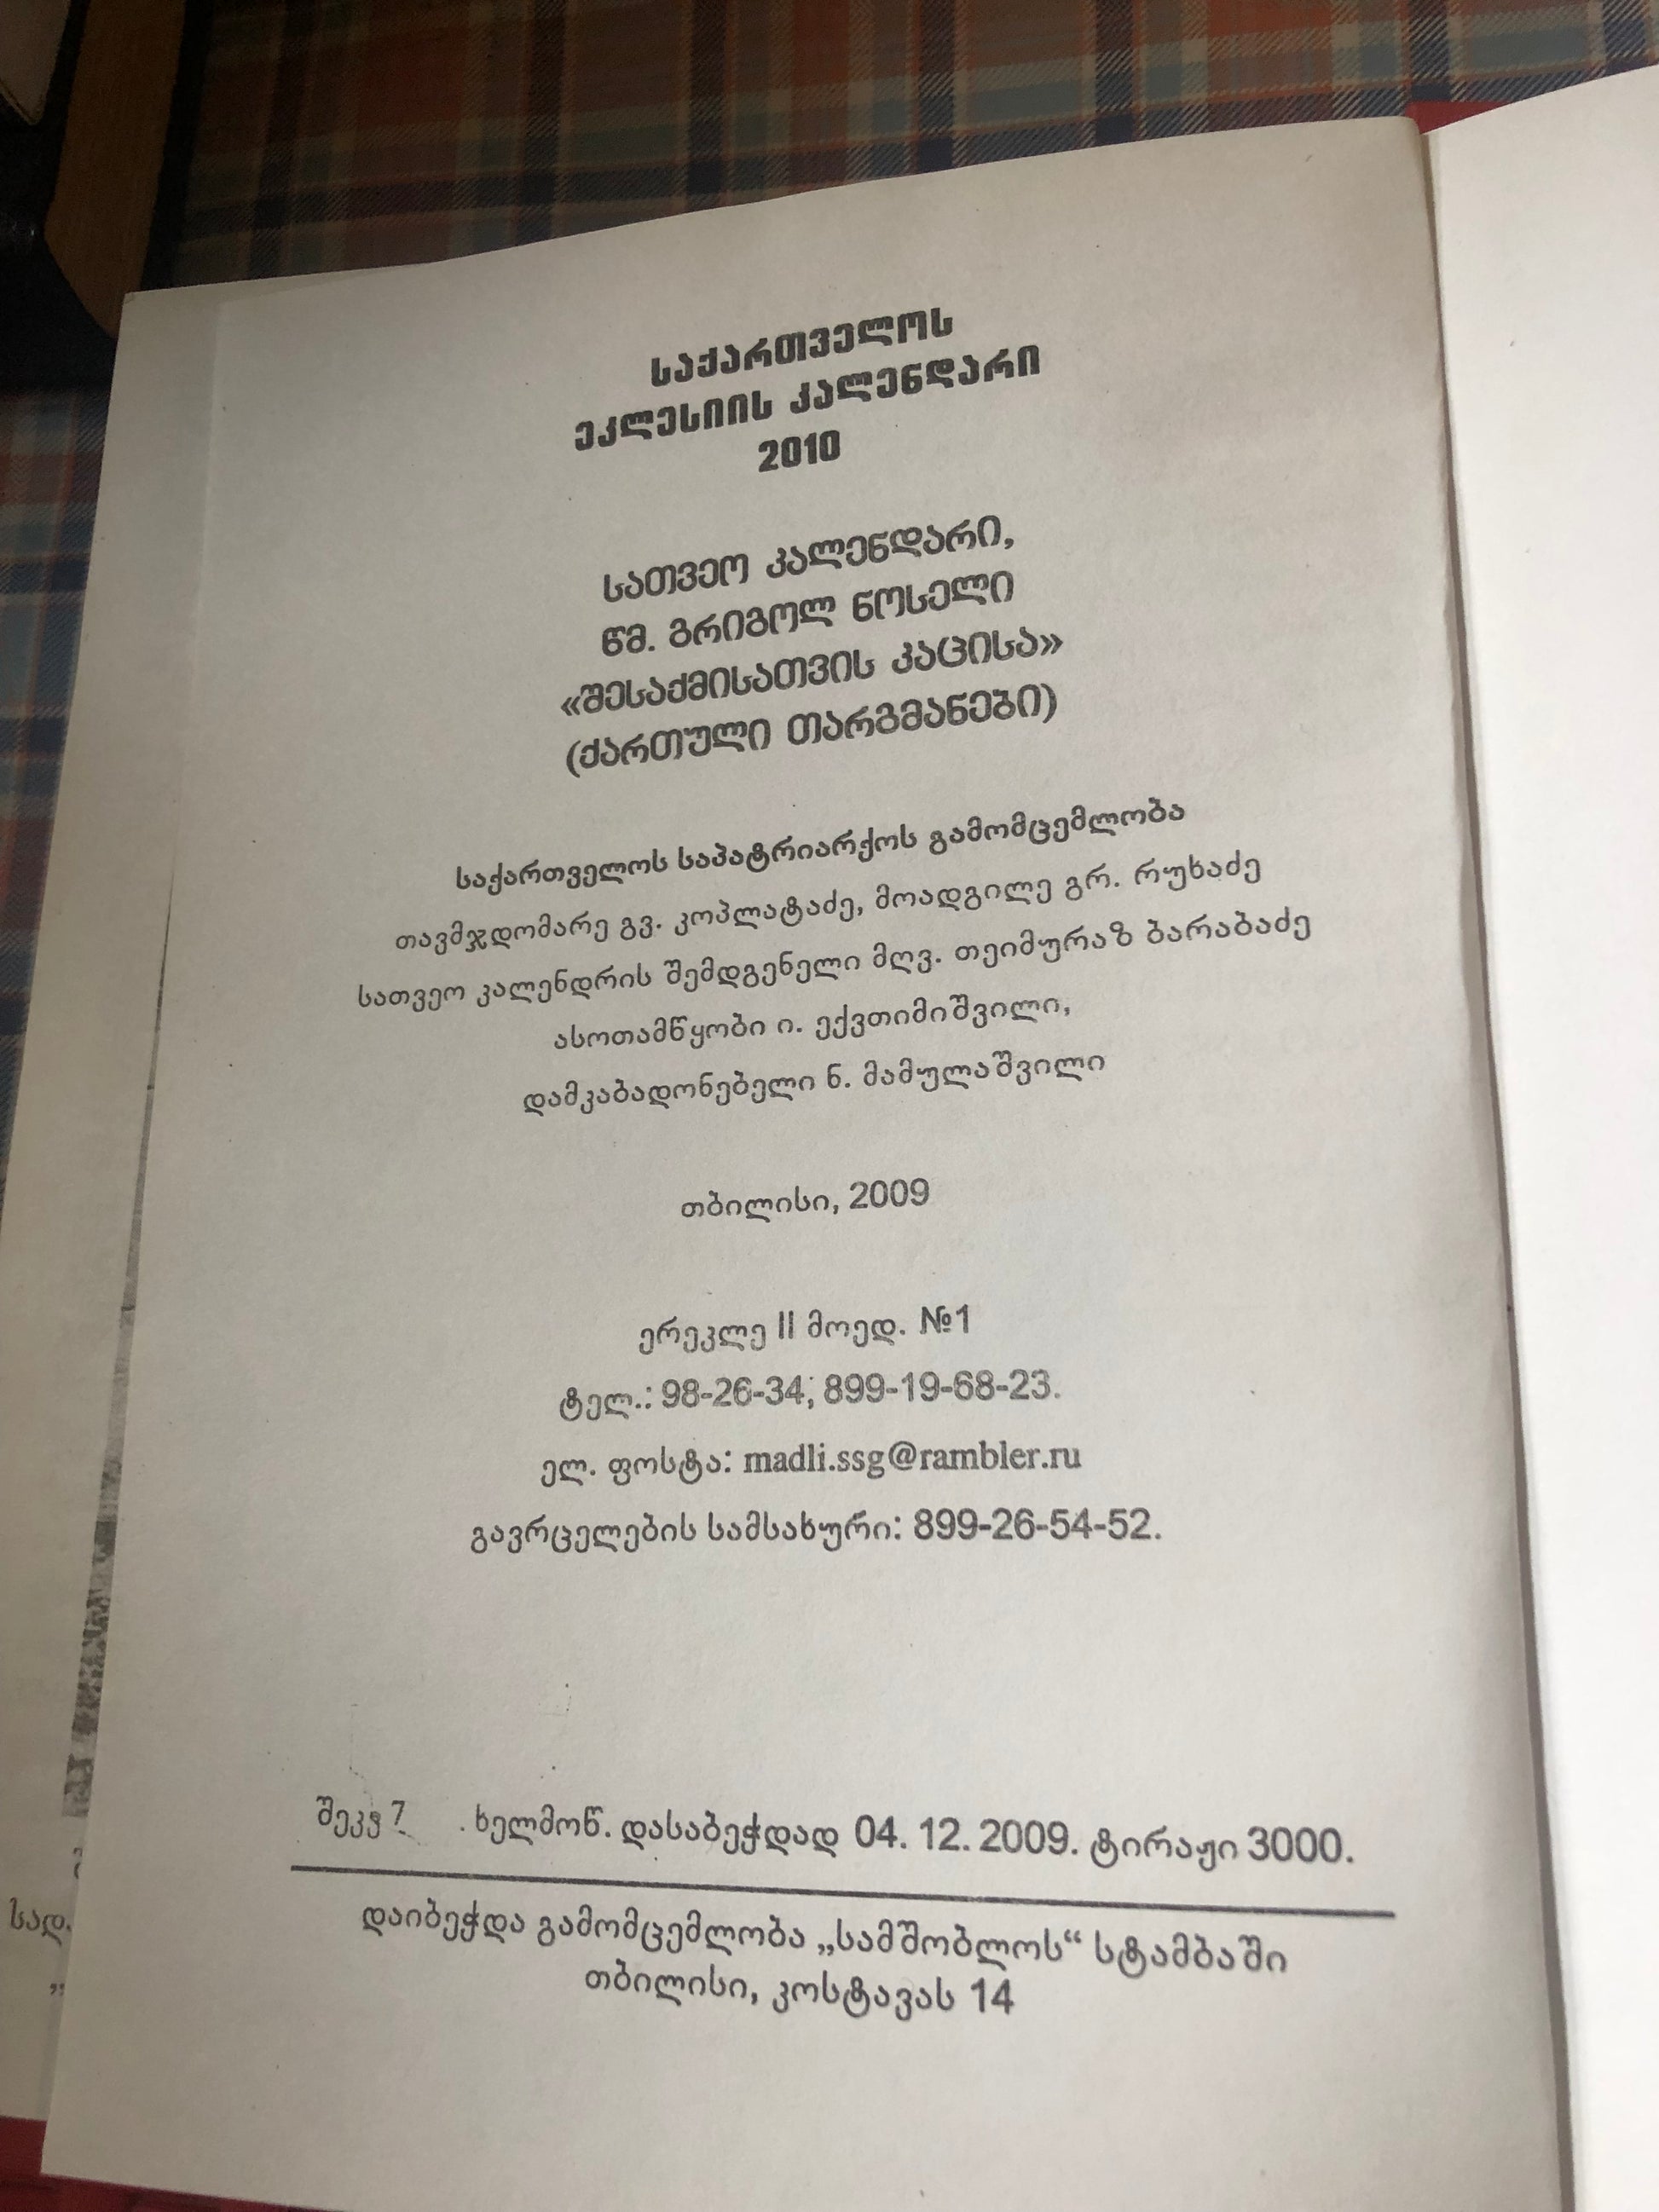 საქართველოს
ეკლესიის კალენდარი
2010
სათვეო კალენდარი,
წმ. გრიგოლ ნოსელი
«შესაქმისათვის კაცისა»
(ქართული თარგმანები)
საქართველოს საპატრიარქოს გამომცემლობა
თავმჯდომარე გვ. კოპლატაძე, მოადგილე გრ. რუხაძე
სათვეო კალენდრის შემდგენელი მღვ. თეიმურაზ ბარაბაძე
ასოთამწყობი ი. ექვთიმიშვილი,
დამკაბადონებელი ნ. მამულაშვილი
თბილისი, 2009
ერეკლე II მოედ. №1
ტელ.: 98-26-34; 899-19-68-23.
ელ. ფოსტა: madli.ssg@rambler.ru
გავრცელების სამსახური: 899-26-54-52.
ხელმოწ. დასაბეჭდად 04. 12. 2009. ტირაჟი 3000.
დაიბეჭდა გამომცემლობა „სამშობლოს“ სტამბაში
თბილისი, კოსტავას 14
სად.